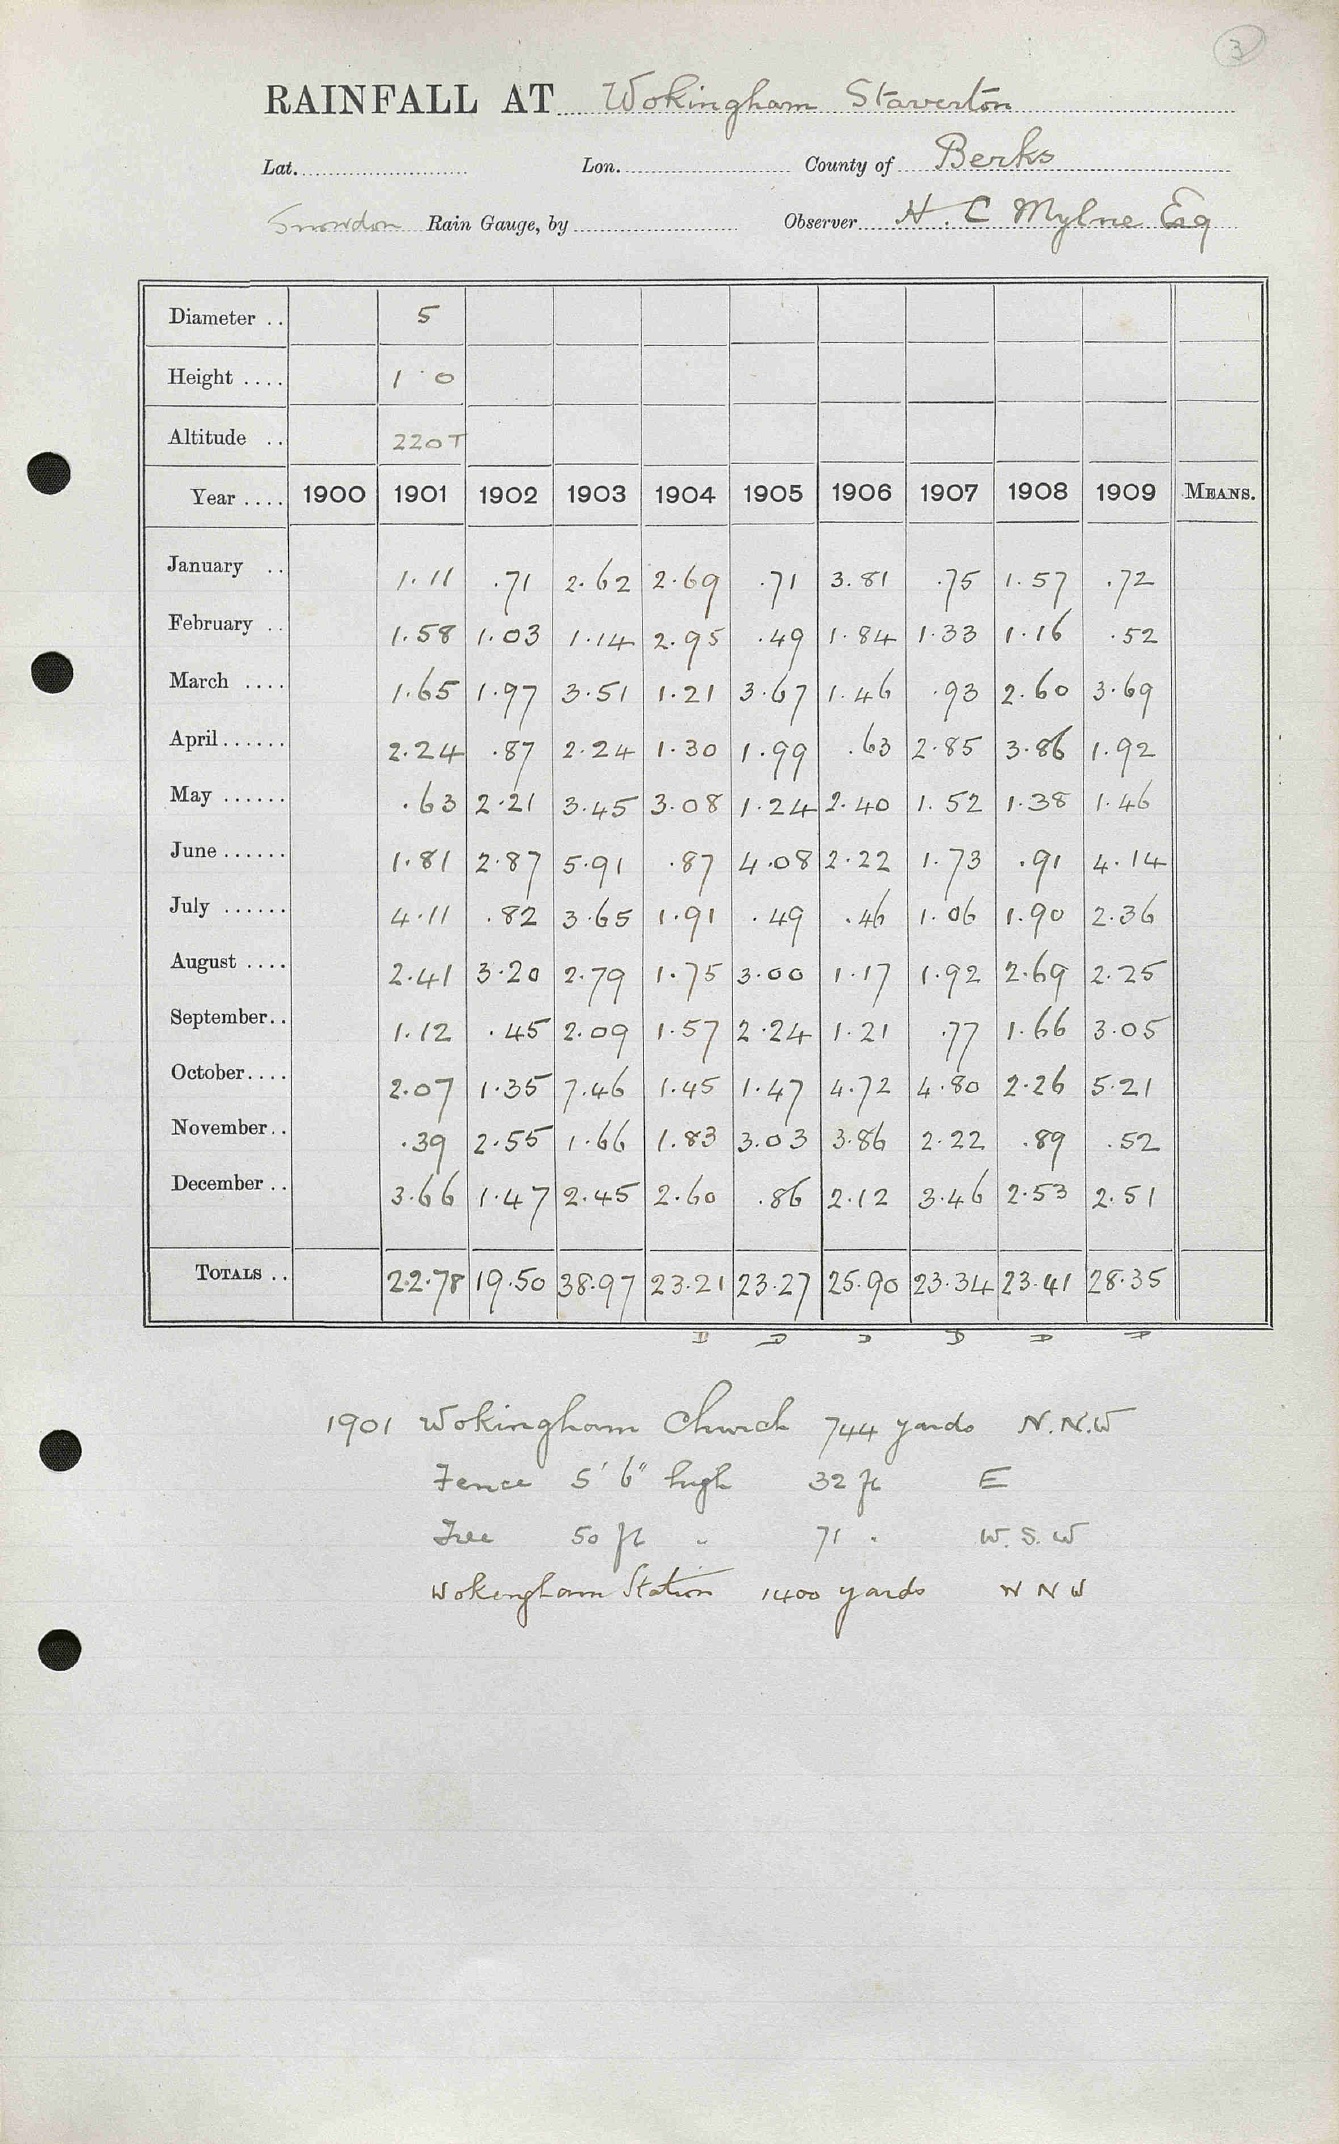 3
RAINFALL AT Wokingham Staverton
Lat. Lon. County of Berks
Snowdon Rain Gauge, by Observer H. C Mylne Esq
Diameter .. 5
Height .... 1 0
Altitude .. 220T
Year .... 1900 1901 1902 1903 1904 1905 1906 1907 1908 1909 MEANS.
January .. 1.11 .71 2.62 2.69 .71 3.81 .75 1.57 .72
February .. 1.58 1.03 1.14 2.95 .49 1.84 1.33 1.16 .52
March .... 1.65 1.97 3.51 1.21 3.67 1.46 .93 2.60 3.69
April...... 2.24 .87 2.24 1.30 1.99 .63 2.85 3.86 1.92
May ...... .63 2.21 3.45 3.08 1.24 2.40 1.52 1.38 1.46
June...... 1.81 2.87 5.91 .87 4.08 2.22 1.73 .91 4.14
July ...... 4.11 .82 3.65 1.91 .49 .46 1.06 1.90 2.36
August .... 2.41 3.20 2.79 1.75 3.00 1.17 1.92 2.69 2.25
September.. 1.12 .45 2.09 1.57 2.24 1.21 .77 1.66 3.05
October.... 2.07 1.35 7.46 1.45 1.47 4.72 4.80 2.26 5.21
November.. .39 2.55 1.66 1.83 3.03 3.86 2.22 .89 .52
December .. 3.66 1.47 2.45 2.60 .86 2.12 3.46 2.53 2.51
TOTALS .. 22.78 19.50 38.97 23.21 23.27 25.90 23.34 23.41 28.35
D D D D D D
1901 Wokingham Church 744 yards N.N.W
Fence 5' 6" high 32 ft E
Tree 50 ft " 71 " W.S.W
Wokengham Station 1400 yards W N W